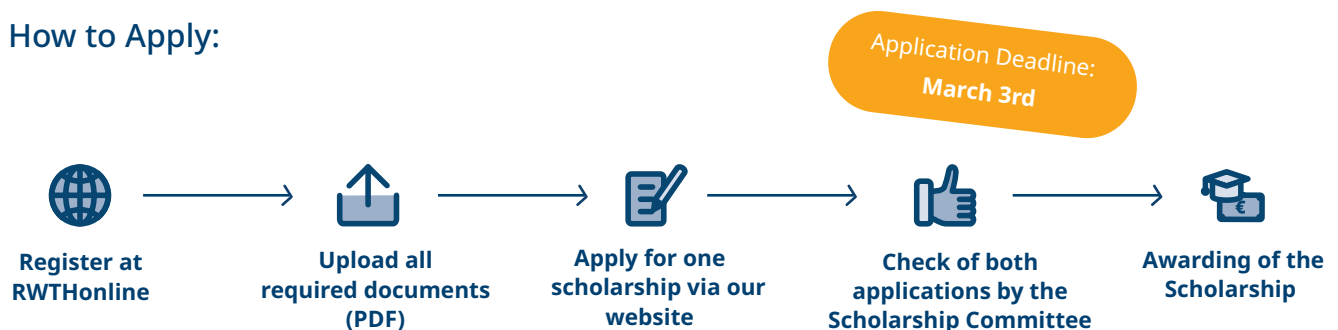 How to Apply:
Application Deadline:
March 3rd
€
Register at
RWTHonline
Upload all
required documents
(PDF)
Apply for one
scholarship via our
website
Check of both
applications by the
Scholarship Committee
Awarding of the
Scholarship